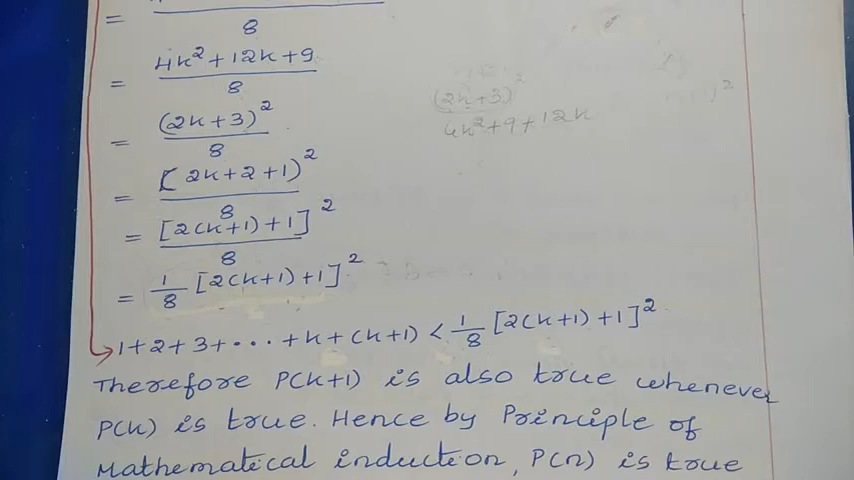 = 8
= 4k² + 12k + 9 / 8
= (2k + 3)² / 8
= (2k + 2 + 1)² / 8
= [2(k+1) + 1]² / 8
= 1/8 [2(k+1) + 1]²
1 + 2 + 3 + ... + k + (k+1) < 1/8 [2(k+1) + 1]²
Therefore P(k+1) is also true whenever
P(k) is true. Hence by Principle of
Mathematical induction, P(n) is true
(2k+3)²
4k² + 9 + 12k